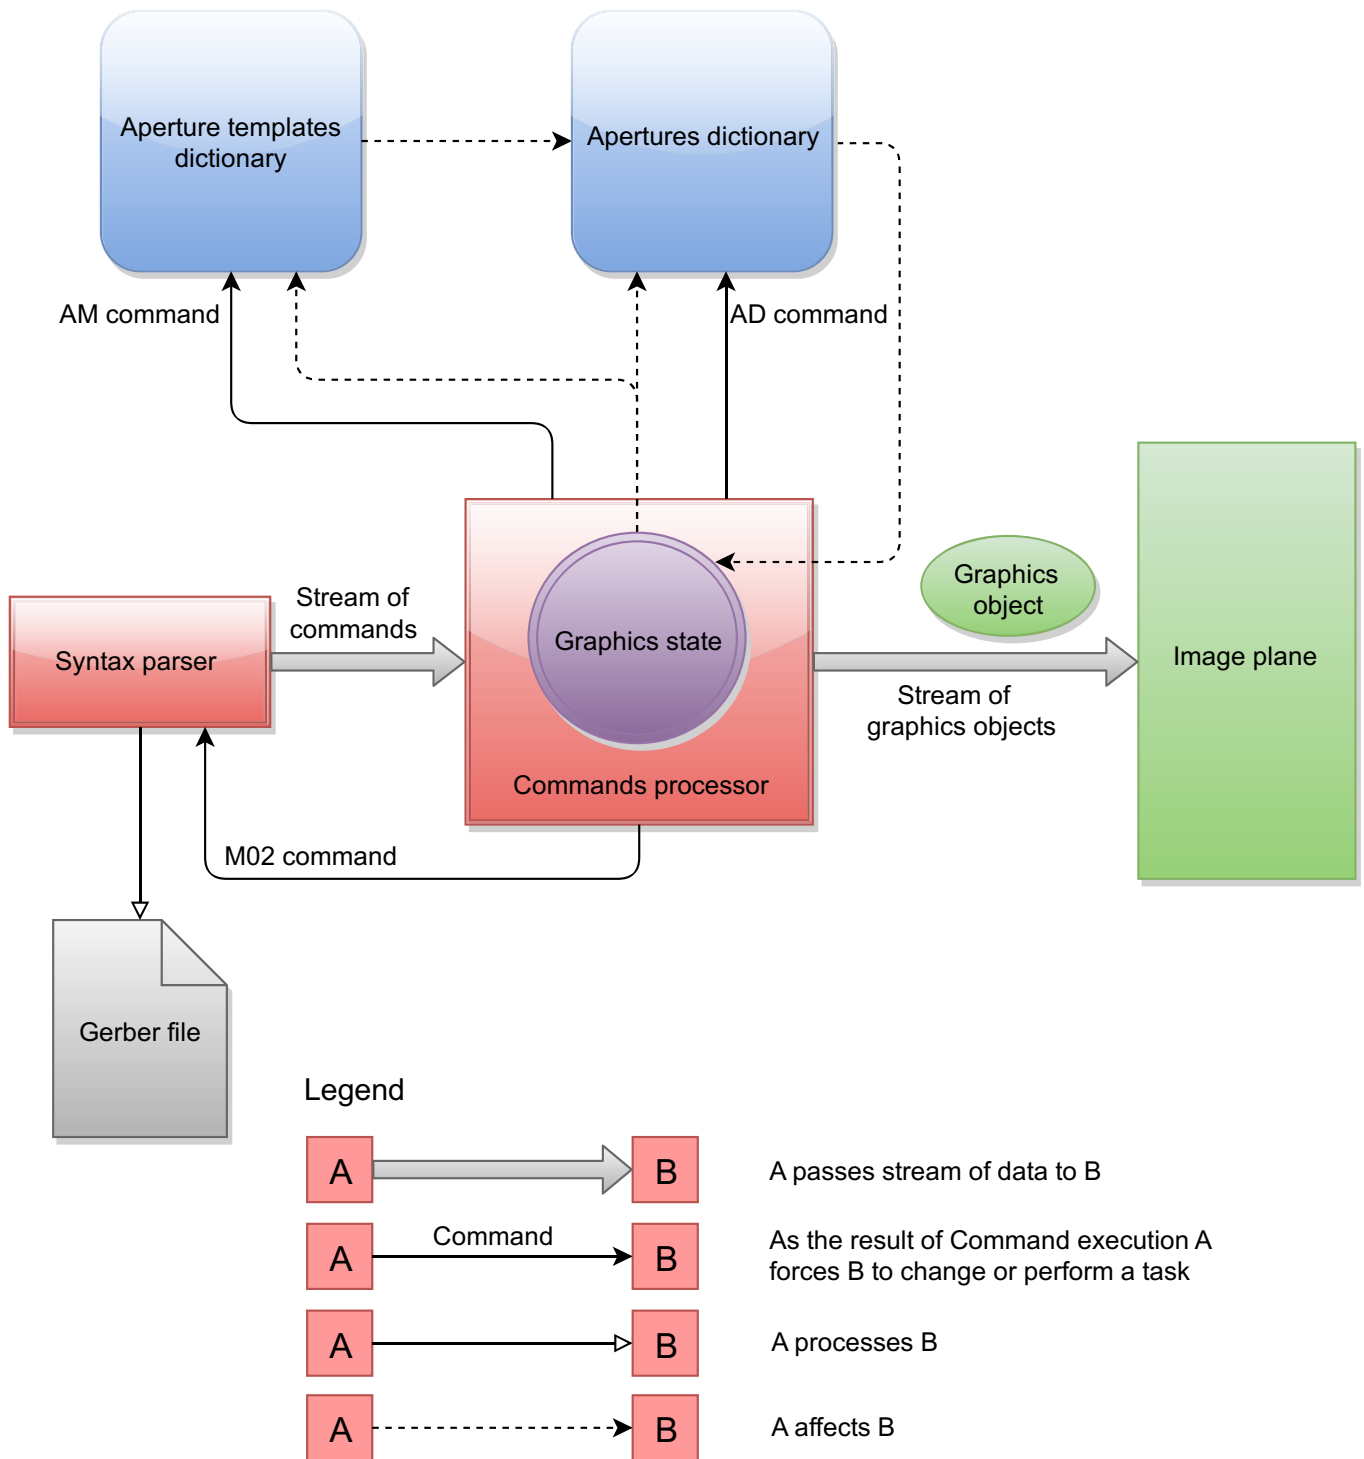 Aperture templates
dictionary
Apertures dictionary
AM command
AD command
Graphics
object
Stream of
commands
Syntax parser
Graphics state
Image plane
Stream of
graphics objects
Commands processor
M02 command
Gerber file
Legend
A
B
A passes stream of data to B
A
Command
B
As the result of Command execution A
forces B to change or perform a task
A
B
A processes B
A
B
A affects B